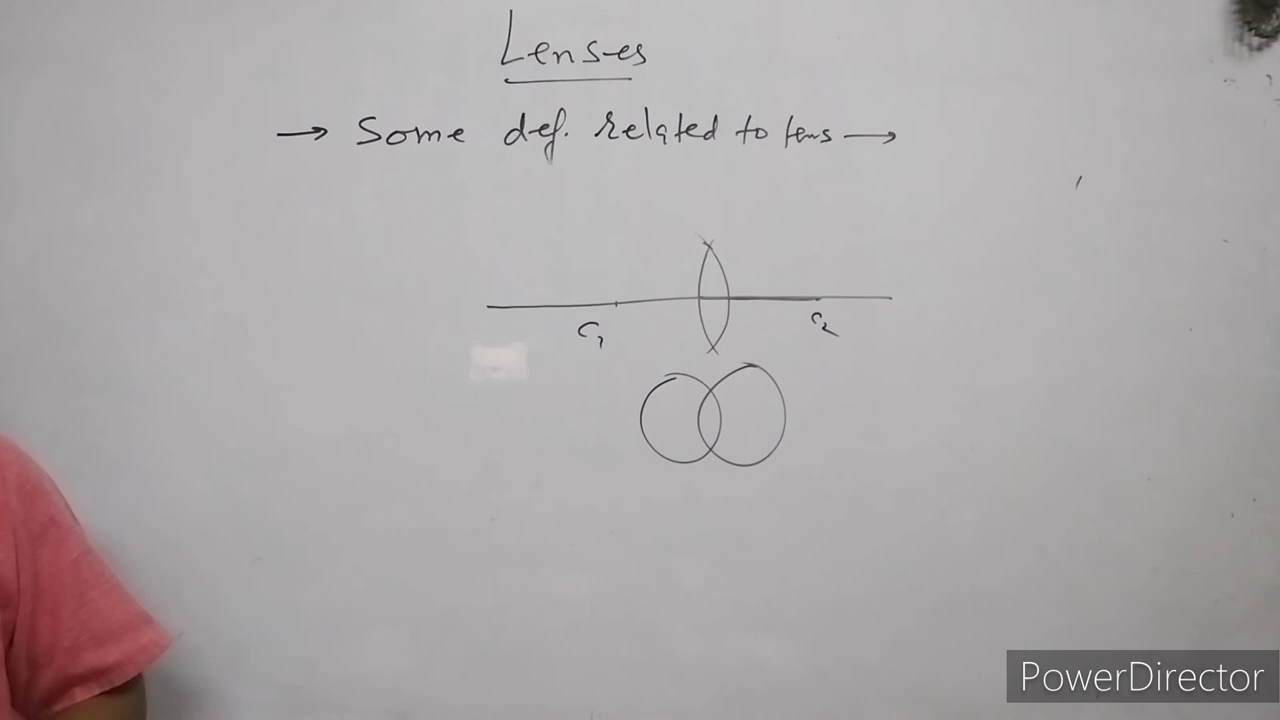 Lenses
→ Some def. related to lens →
C₁ C₂
PowerDirector